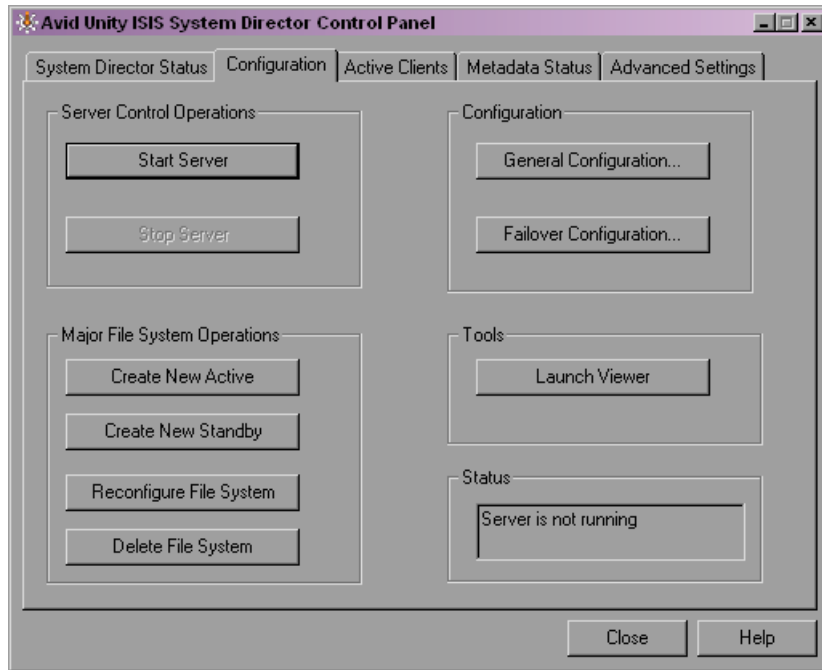 Avid Unity ISIS System Director Control Panel
System Director Status
Configuration
Active Clients
Metadata Status
Advanced Settings
Server Control Operations
Start Server
Stop Server
Configuration
General Configuration...
Failover Configuration...
Major File System Operations
Create New Active
Create New Standby
Reconfigure File System
Delete File System
Tools
Launch Viewer
Status
Server is not running
Close
Help